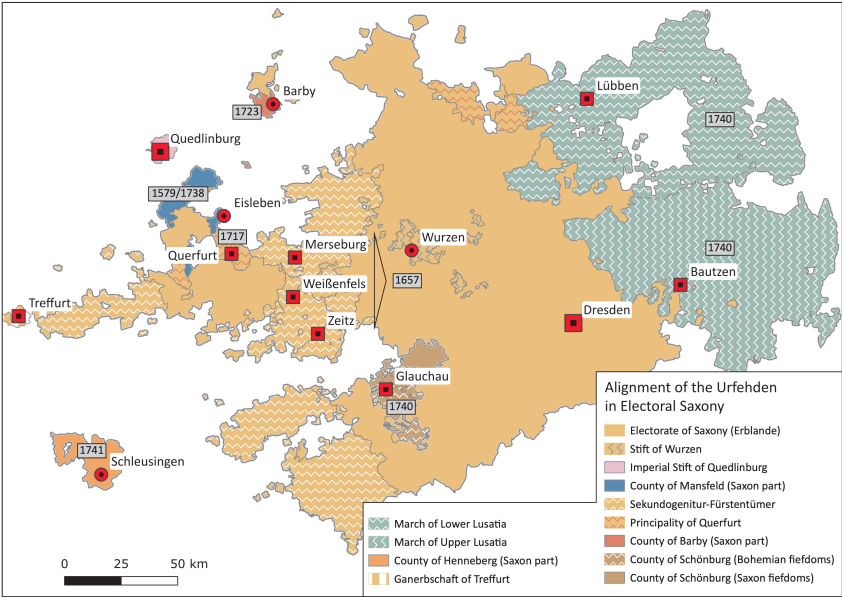 Barby
1723
Lübben
1740
Quedlinburg
1579/1738
Eisleben
1717
Querfurt
Merseburg
Wurzen
1740
Bautzen
1657
Weißenfels
Treffurt
Zeitz
Dresden
Glauchau
1740
1741
Schleusingen
0 25 50 km
Alignment of the Urfehden
in Electoral Saxony
Electorate of Saxony (Erblande)
Stift of Wurzen
Imperial Stift of Quedlinburg
County of Mansfeld (Saxon part)
Sekundogenitur-Fürstentümer
Principality of Querfurt
County of Barby (Saxon part)
County of Schönburg (Bohemian fiefdoms)
County of Schönburg (Saxon fiefdoms)
March of Lower Lusatia
March of Upper Lusatia
County of Henneberg (Saxon part)
Ganerbschaft of Treffurt